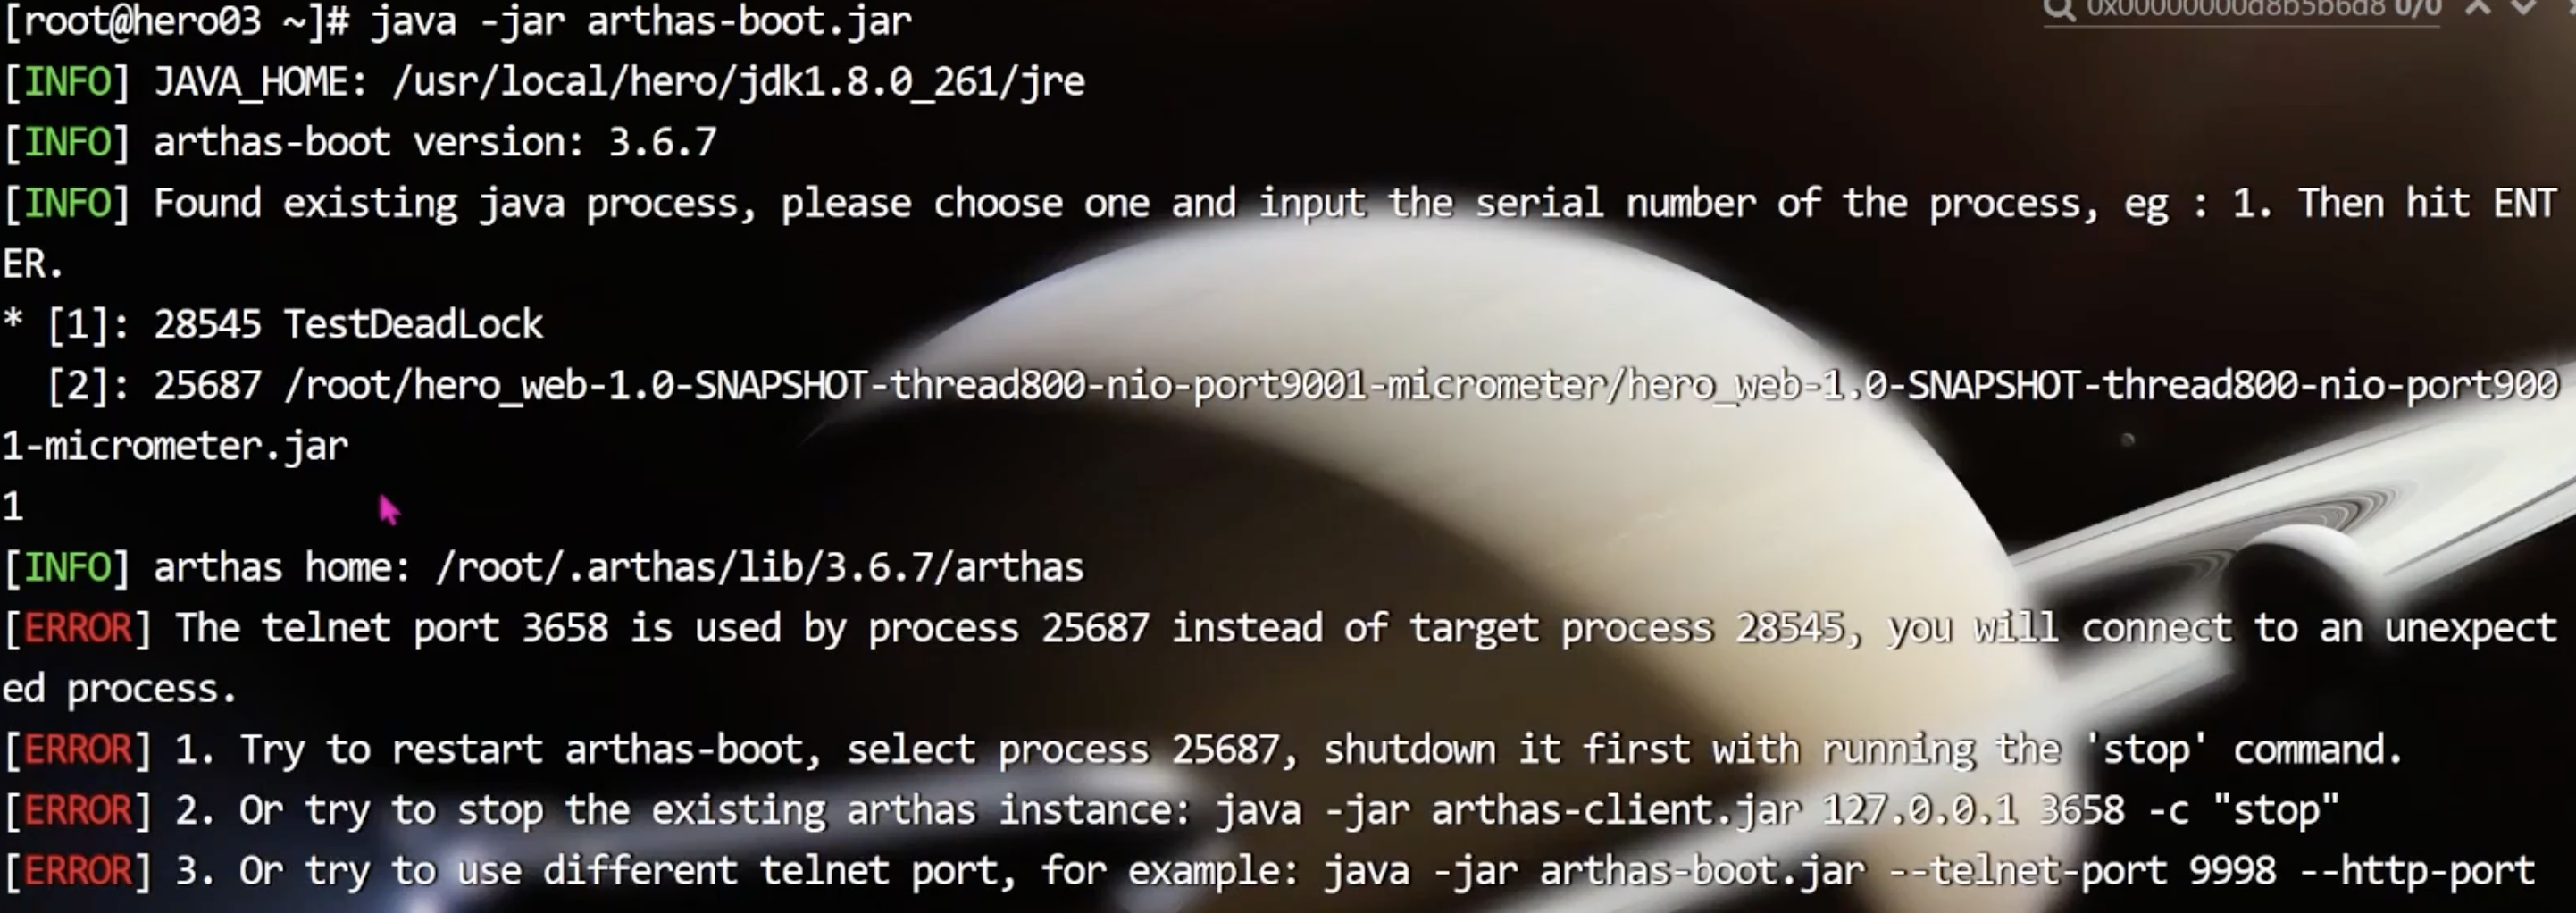 [root@hero03 ~]# java -jar arthas-boot.jar
0x00000000d8b5b6d8 0/0
[INFO] JAVA_HOME: /usr/local/hero/jdk1.8.0_261/jre
[INFO] arthas-boot version: 3.6.7
[INFO] Found existing java process, please choose one and input the serial number of the process, eg : 1. Then hit ENT
ER.
* [1]: 28545 TestDeadLock
  [2]: 25687 /root/hero_web-1.0-SNAPSHOT-thread800-nio-port9001-micrometer/hero_web-1.0-SNAPSHOT-thread800-nio-port900
1-micrometer.jar
1
[INFO] arthas home: /root/.arthas/lib/3.6.7/arthas
[ERROR] The telnet port 3658 is used by process 25687 instead of target process 28545, you will connect to an unexpect
ed process.
[ERROR] 1. Try to restart arthas-boot, select process 25687, shutdown it first with running the 'stop' command.
[ERROR] 2. Or try to stop the existing arthas instance: java -jar arthas-client.jar 127.0.0.1 3658 -c "stop"
[ERROR] 3. Or try to use different telnet port, for example: java -jar arthas-boot.jar --telnet-port 9998 --http-port